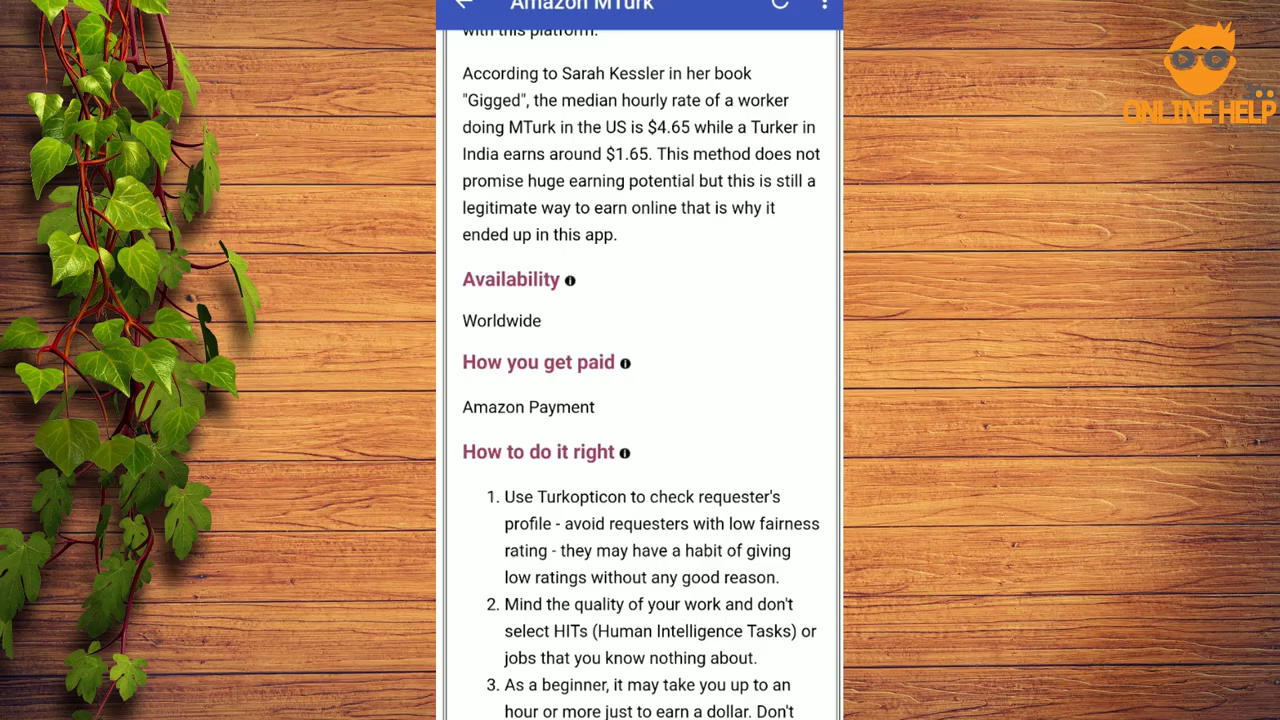 Amazon MTurk
with this platform.
According to Sarah Kessler in her book
"Gigged", the median hourly rate of a worker
doing MTurk in the US is $4.65 while a Turker in
India earns around $1.65. This method does not
promise huge earning potential but this is still a
legitimate way to earn online that is why it
ended up in this app.
Availability
Worldwide
How you get paid
Amazon Payment
How to do it right
1. Use Turkopticon to check requester's
profile - avoid requesters with low fairness
rating - they may have a habit of giving
low ratings without any good reason.
2. Mind the quality of your work and don't
select HITs (Human Intelligence Tasks) or
jobs that you know nothing about.
3. As a beginner, it may take you up to an
hour or more just to earn a dollar. Don't
ONLINE HELP